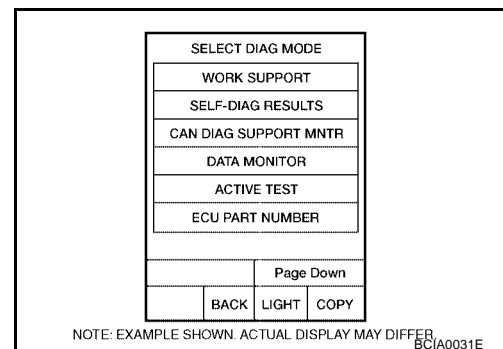 SELECT DIAG MODE
WORK SUPPORT
SELF-DIAG RESULTS
CAN DIAG SUPPORT MNTR
DATA MONITOR
ACTIVE TEST
ECU PART NUMBER
Page Down
BACK LIGHT COPY
NOTE: EXAMPLE SHOWN. ACTUAL DISPLAY MAY DIFFER.
BCIA0031E